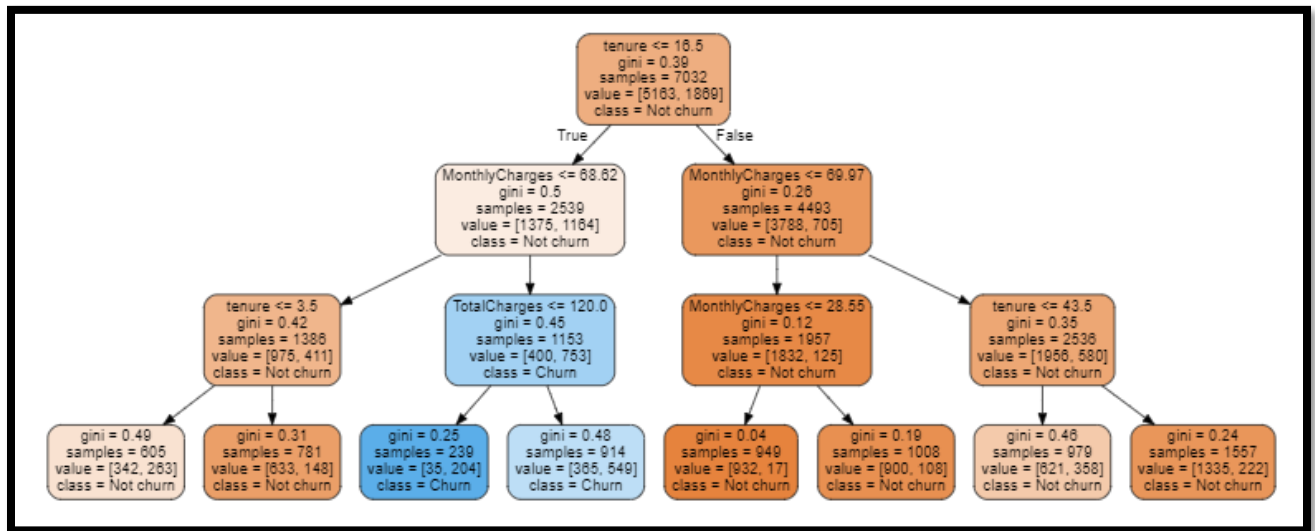 tenure <= 16.5
gini = 0.39
samples = 7032
value = [5163, 1869]
class = Not churn
True
False
MonthlyCharges <= 68.62
gini = 0.5
samples = 2539
value = [1375, 1164]
class = Not churn
MonthlyCharges <= 69.97
gini = 0.26
samples = 4493
value = [3788, 705]
class = Not churn
tenure <= 3.5
gini = 0.42
samples = 1386
value = [975, 411]
class = Not churn
TotalCharges <= 120.0
gini = 0.45
samples = 1153
value = [400, 753]
class = Churn
MonthlyCharges <= 28.55
gini = 0.12
samples = 1957
value = [1832, 125]
class = Not churn
tenure <= 43.5
gini = 0.35
samples = 2536
value = [1956, 580]
class = Not churn
gini = 0.49
samples = 605
value = [342, 263]
class = Not churn
gini = 0.31
samples = 781
value = [633, 148]
class = Not churn
gini = 0.25
samples = 239
value = [35, 204]
class = Churn
gini = 0.48
samples = 914
value = [365, 549]
class = Churn
gini = 0.04
samples = 949
value = [932, 17]
class = Not churn
gini = 0.19
samples = 1008
value = [900, 108]
class = Not churn
gini = 0.46
samples = 979
value = [621, 358]
class = Not churn
gini = 0.24
samples = 1557
value = [1335, 222]
class = Not churn